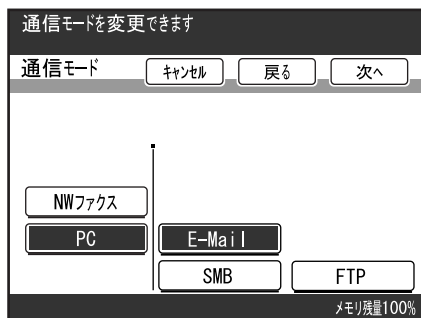 通信モードを変更できます
通信モード キャンセル 戻る 次へ
NWファクス
PC E-Mail
SMB FTP
メモリ残量100%